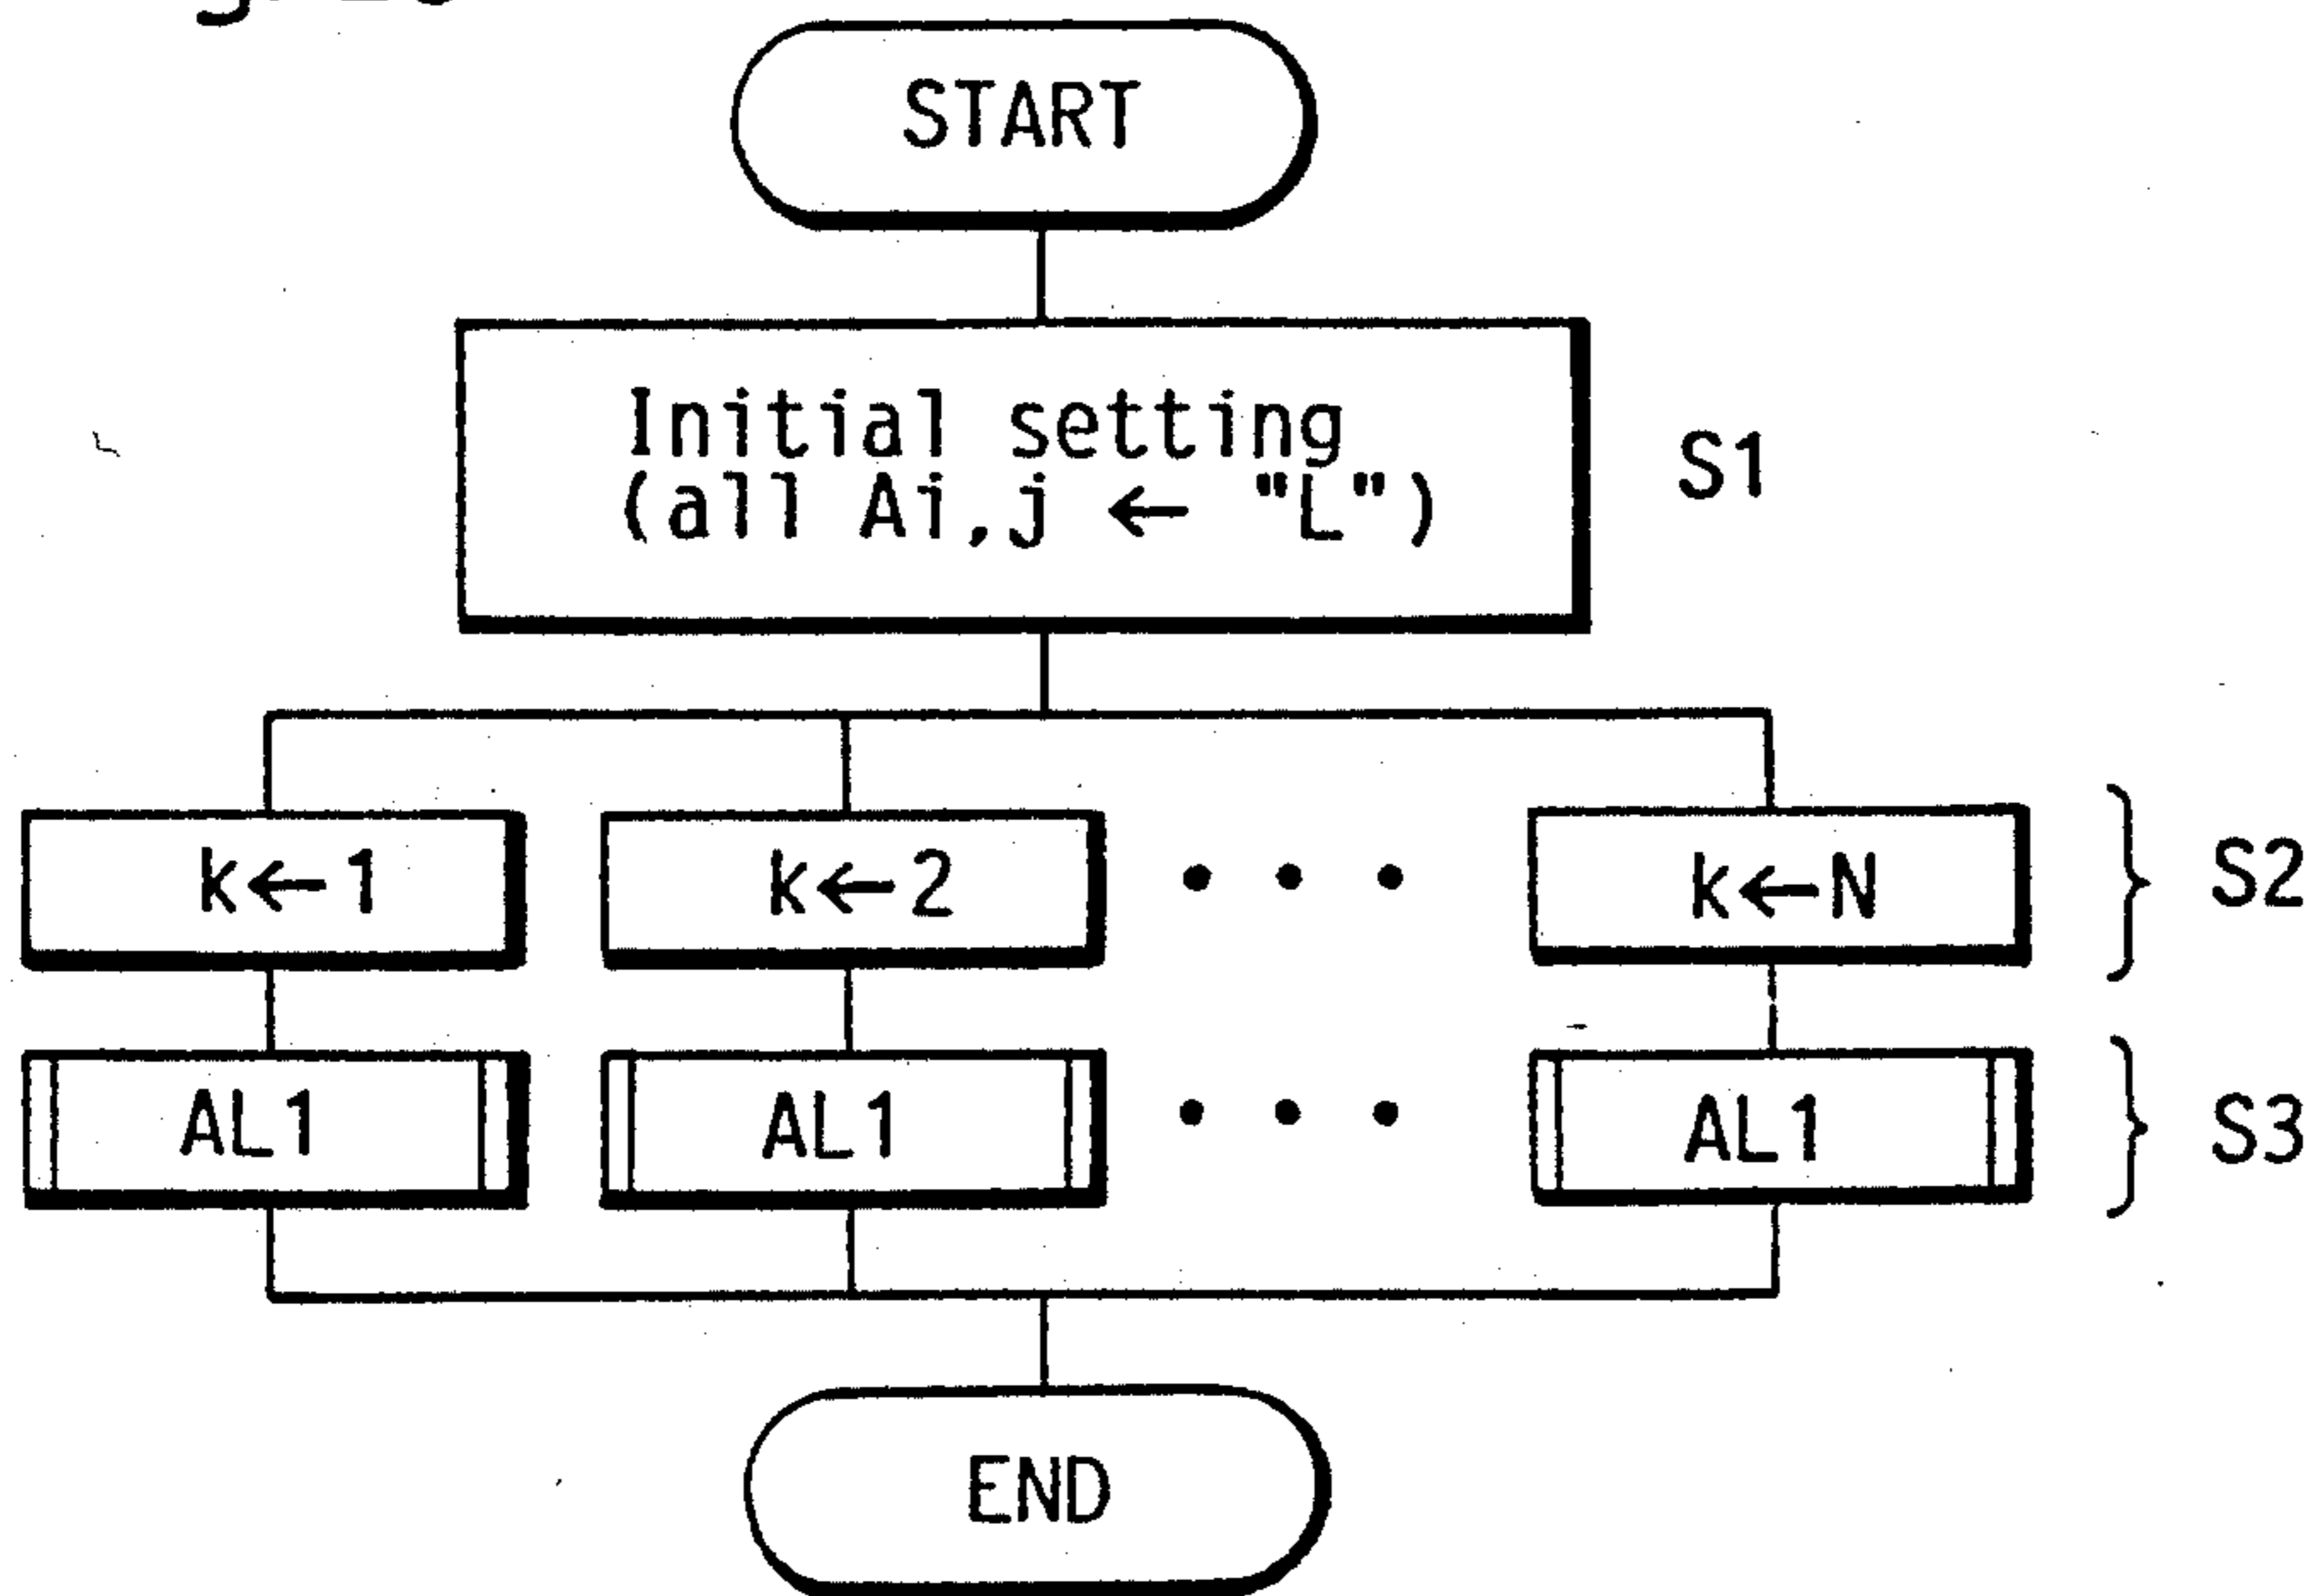 START
Initial setting
(all Ai,j ← "L")
S1
k←1
k←2
• • •
k←N
S2
AL1
AL1
• • •
AL1
S3
END